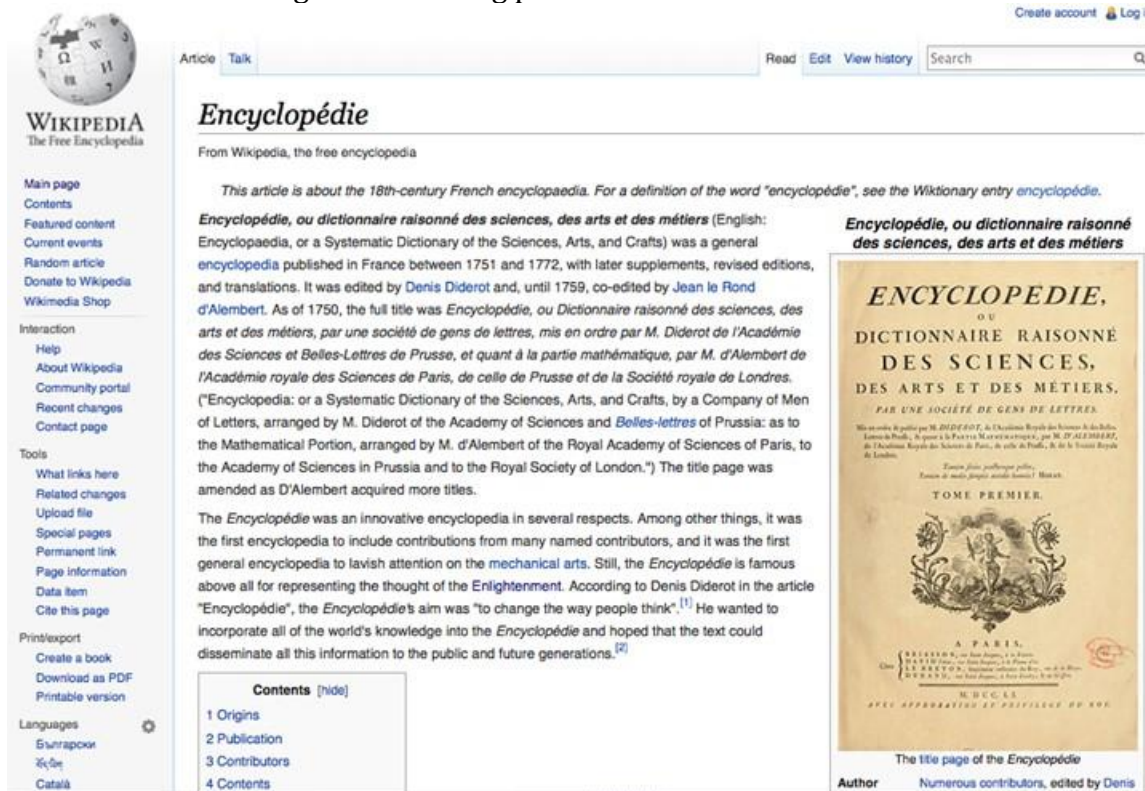 Create account Log i
Article Talk Read Edit View history Search
WIKIPEDIA
The Free Encyclopedia
Main page
Contents
Featured content
Current events
Random article
Donate to Wikipedia
Wikimedia Shop
Interaction
Help
About Wikipedia
Community portal
Recent changes
Contact page
Tools
What links here
Related changes
Upload file
Special pages
Permanent link
Page information
Data item
Cite this page
Print/export
Create a book
Download as PDF
Printable version
Languages
Български
Català
Encyclopédie
From Wikipedia, the free encyclopedia
This article is about the 18th-century French encyclopaedia. For a definition of the word "encyclopédie", see the Wiktionary entry encyclopédie.
Encyclopédie, ou dictionnaire raisonné des sciences, des arts et des métiers (English:
Encyclopaedia, or a Systematic Dictionary of the Sciences, Arts, and Crafts) was a general
encyclopedia published in France between 1751 and 1772, with later supplements, revised editions,
and translations. It was edited by Denis Diderot and, until 1759, co-edited by Jean le Rond
d'Alembert. As of 1750, the full title was Encyclopédie, ou Dictionnaire raisonné des sciences, des
arts et des métiers, par une société de gens de lettres, mis en ordre par M. Diderot de l'Académie
des Sciences et Belles-Lettres de Prusse, et quant à la partie mathématique, par M. d'Alembert de
l'Académie royale des Sciences de Paris, de celle de Prusse et de la Société royale de Londres.
("Encyclopedia: or a Systematic Dictionary of the Sciences, Arts, and Crafts, by a Company of Men
of Letters, arranged by M. Diderot of the Academy of Sciences and Belles-lettres of Prussia: as to
the Mathematical Portion, arranged by M. d'Alembert of the Royal Academy of Sciences of Paris, to
the Academy of Sciences in Prussia and to the Royal Society of London.") The title page was
amended as D'Alembert acquired more titles.
The Encyclopédie was an innovative encyclopedia in several respects. Among other things, it was
the first encyclopedia to include contributions from many named contributors, and it was the first
general encyclopedia to lavish attention on the mechanical arts. Still, the Encyclopédie is famous
above all for representing the thought of the Enlightenment. According to Denis Diderot in the article
"Encyclopédie", the Encyclopédie's aim was "to change the way people think".[1] He wanted to
incorporate all of the world's knowledge into the Encyclopédie and hoped that the text could
disseminate all this information to the public and future generations.[2]
Contents [hide]
1 Origins
2 Publication
3 Contributors
4 Contents
Encyclopédie, ou dictionnaire raisonné
des sciences, des arts et des métiers
ENCYCLOPEDIE,
OU
DICTIONNAIRE RAISONNÉ
DES SCIENCES,
DES ARTS ET DES MÉTIERS,
PAR UNE SOCIÉTÉ DE GENS DE LETTRES.
TOME PREMIER.
A PARIS,
M. DCC. LI.
AVEC APPROBATION ET PRIVILEGE DU ROY.
The title page of the Encyclopédie
Author Numerous contributors, edited by Denis